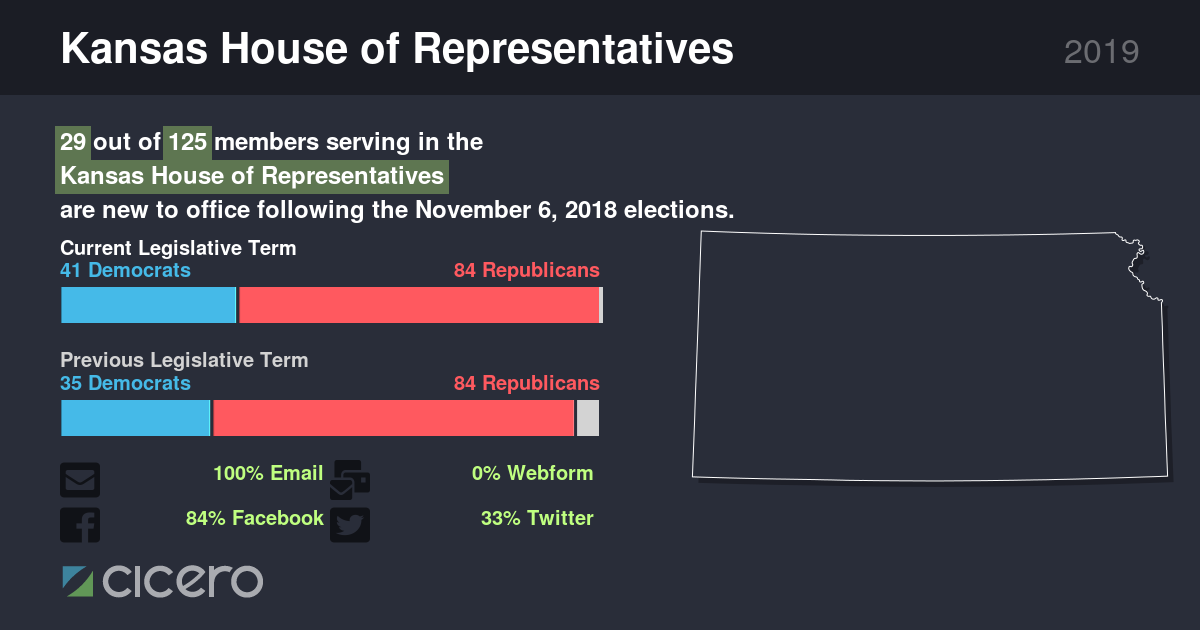 Kansas House of Representatives
2019
29 out of 125 members serving in the
Kansas House of Representatives
are new to office following the November 6, 2018 elections.
Current Legislative Term
41 Democrats
84 Republicans
Previous Legislative Term
35 Democrats
84 Republicans
100% Email
0% Webform
84% Facebook
33% Twitter
cicero